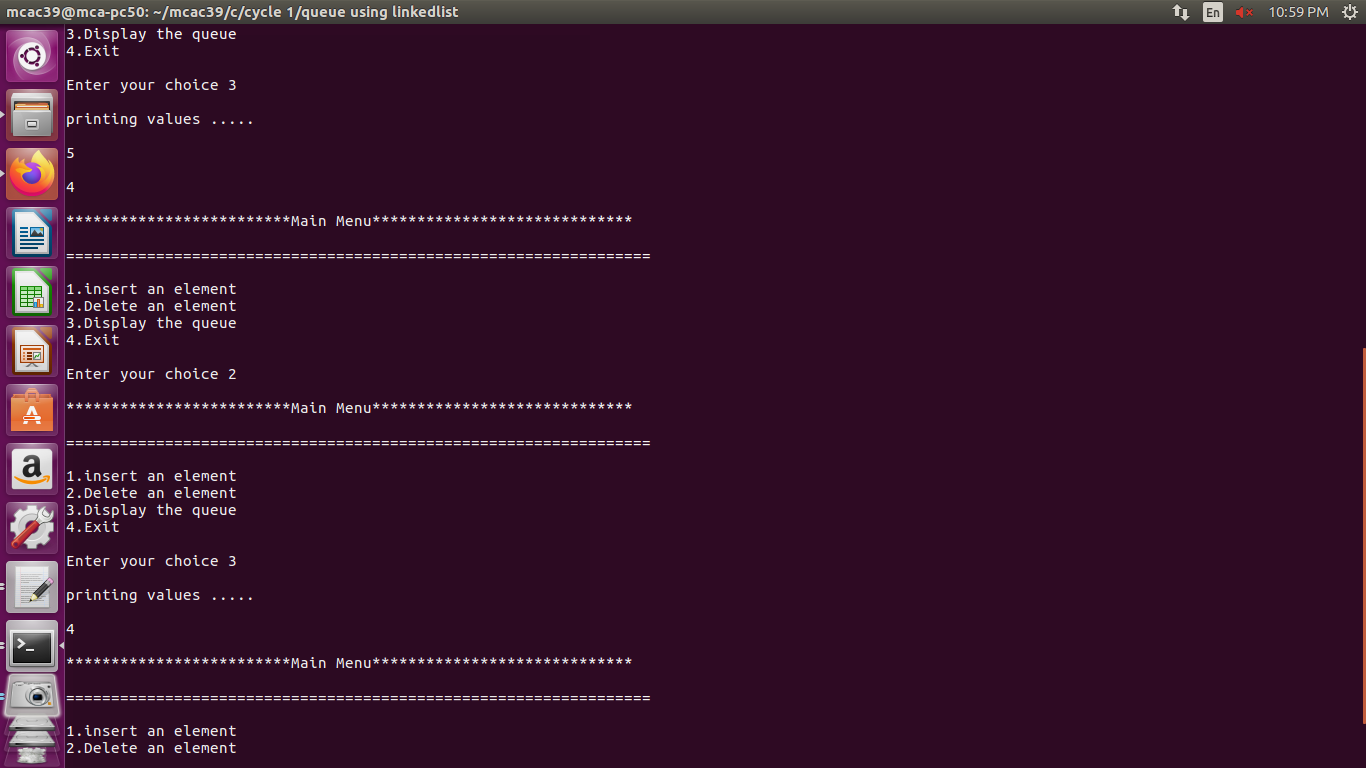 mcac39@mca-pc50: ~/mcac39/c/cycle 1/queue using linkedlist
En
10:59 PM
3.Display the queue
4.Exit
Enter your choice 3
printing values .....
5
4
*************************Main Menu*****************************
=================================================================
1.insert an element
2.Delete an element
3.Display the queue
4.Exit
Enter your choice 2
*************************Main Menu*****************************
=================================================================
1.insert an element
2.Delete an element
3.Display the queue
4.Exit
Enter your choice 3
printing values .....
4
*************************Main Menu*****************************
=================================================================
1.insert an element
2.Delete an element